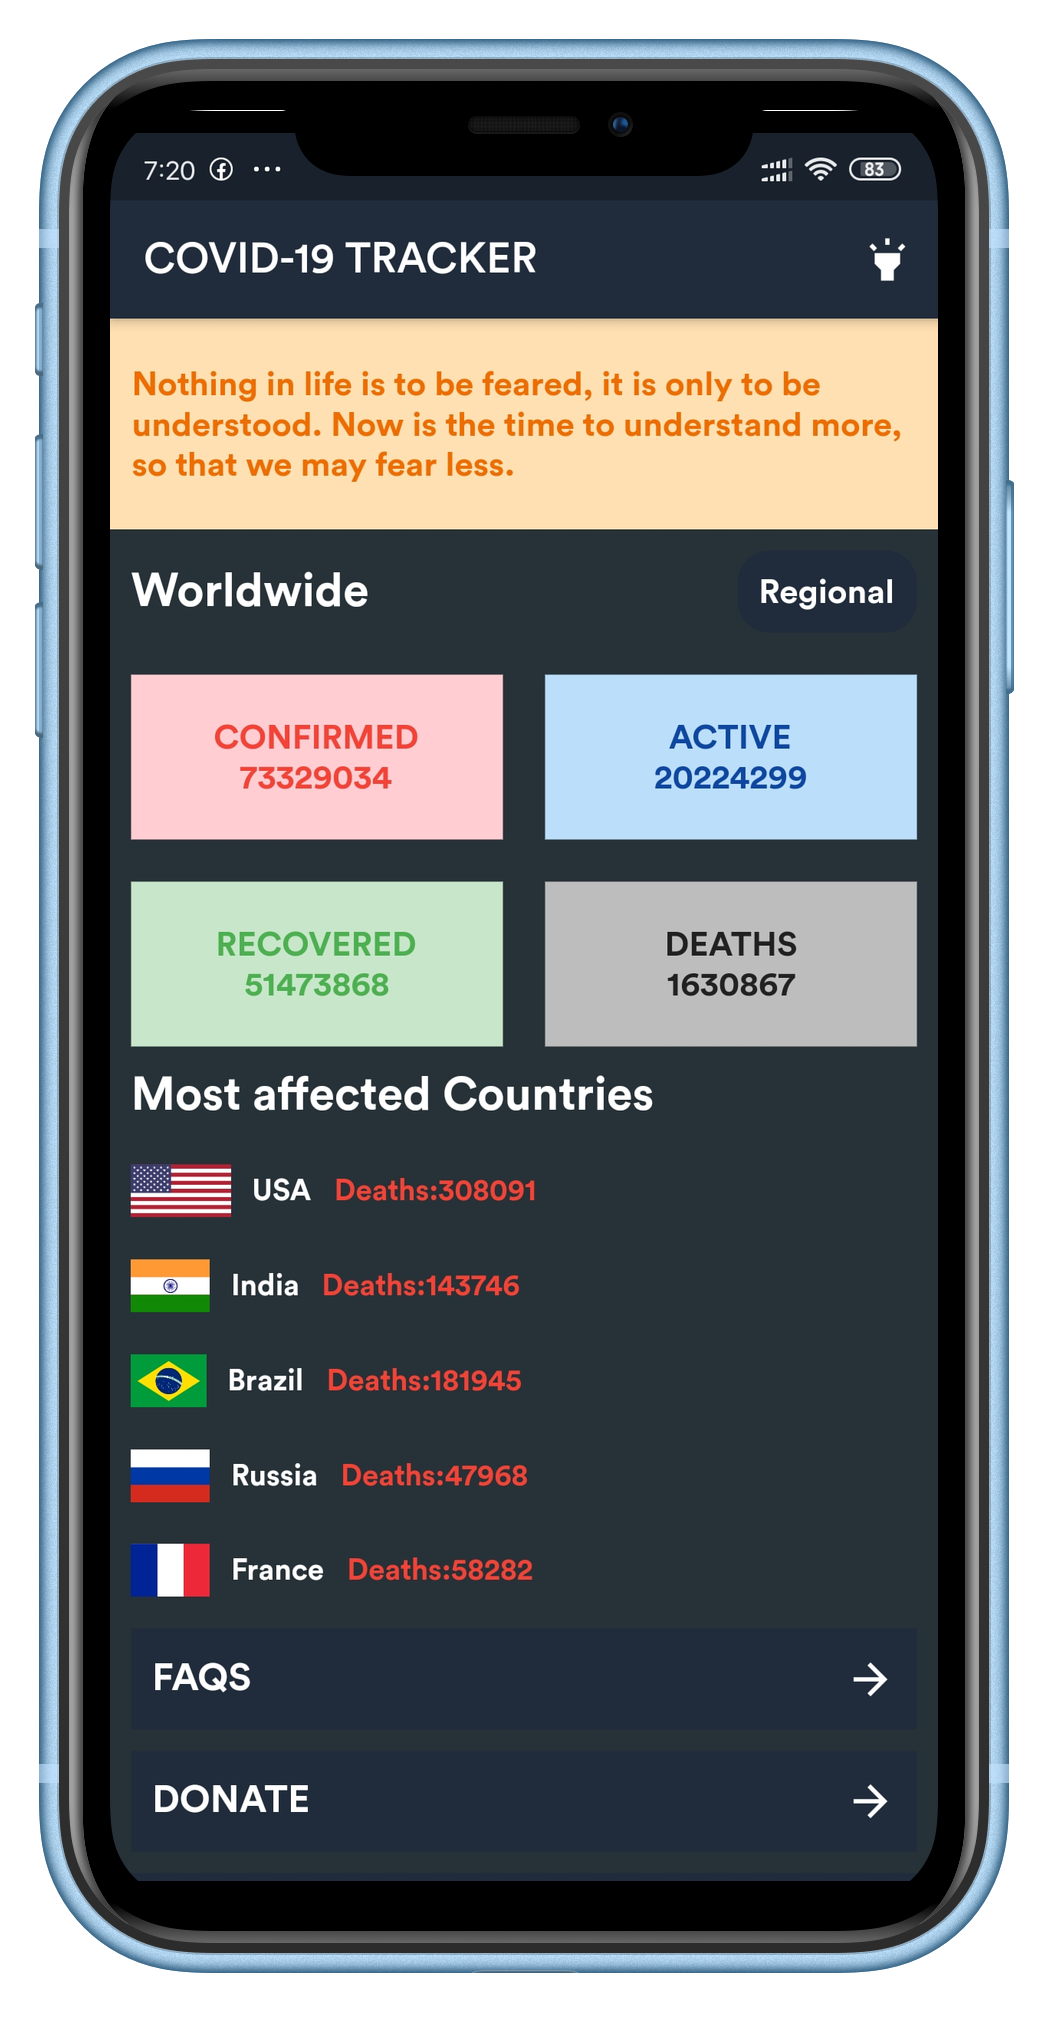 7:20
83
COVID-19 TRACKER
Nothing in life is to be feared, it is only to be
understood. Now is the time to understand more,
so that we may fear less.
Worldwide
Regional
CONFIRMED
73329034
ACTIVE
20224299
RECOVERED
51473868
DEATHS
1630867
Most affected Countries
USA Deaths:308091
India Deaths:143746
Brazil Deaths:181945
Russia Deaths:47968
France Deaths:58282
FAQS
DONATE